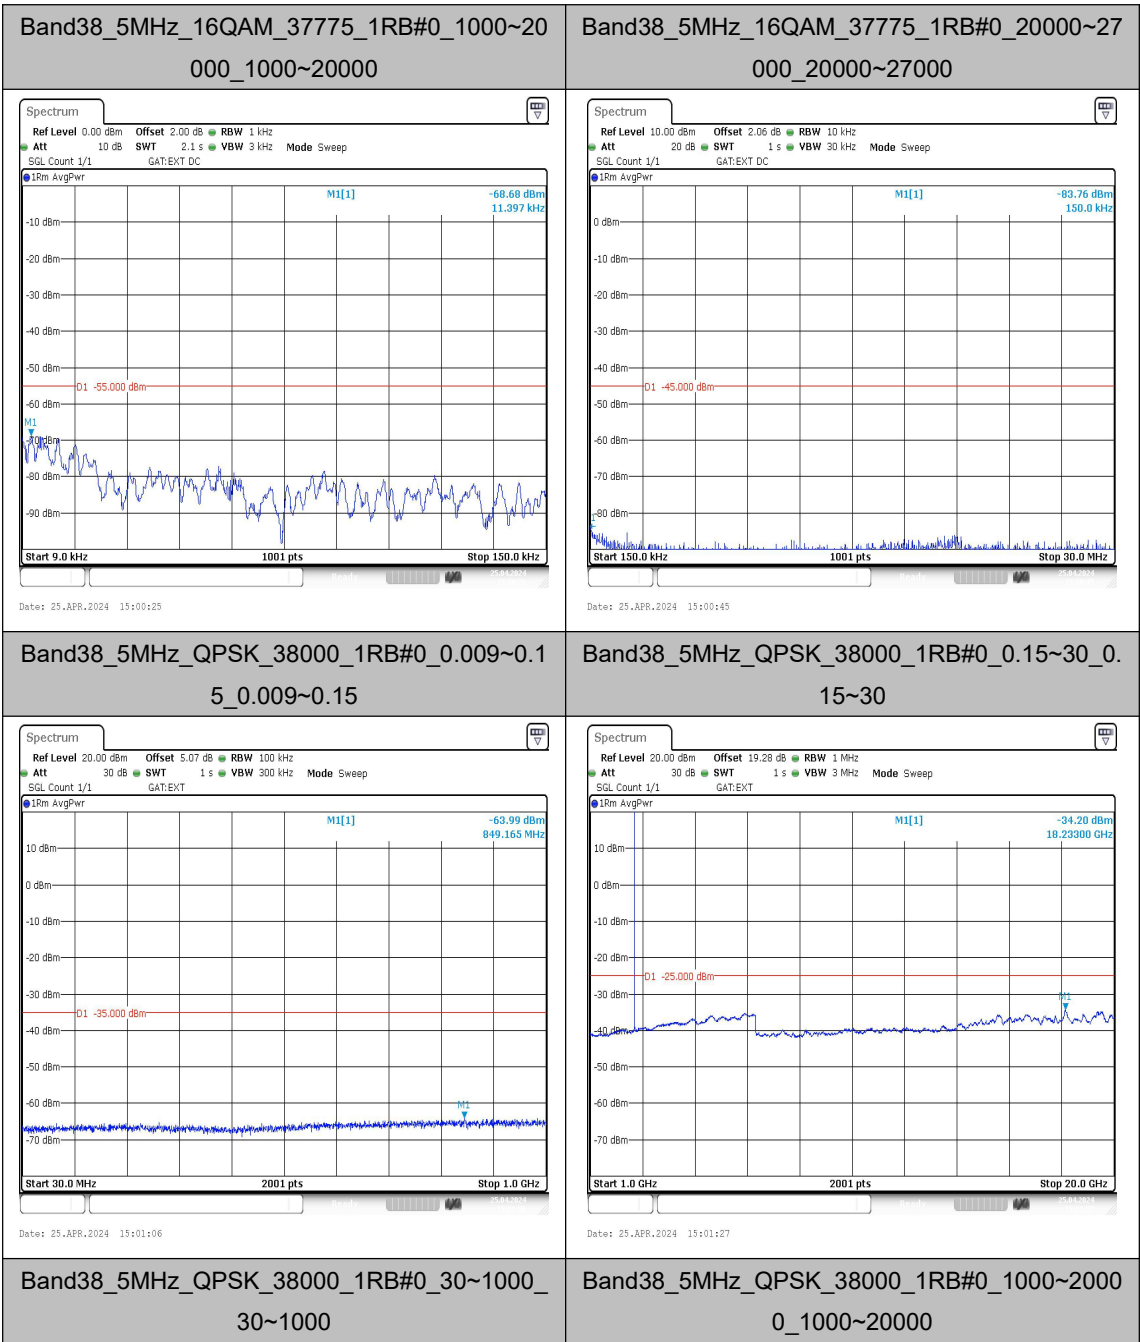 Band38_5MHz_16QAM_37775_1RB#0_1000~20
000_1000~20000
Band38_5MHz_16QAM_37775_1RB#0_20000~27
000_20000~27000
Spectrum
Ref Level 0.00 dBm Offset 2.00 dB RBW 1 kHz
Att 10 dB SWT 2.1 s VBW 3 kHz Mode Sweep
SGL Count 1/1 GAT:EXT DC
1Rm AvgPwr
M1[1] -68.68 dBm
11.397 kHz
-10 dBm
-20 dBm
-30 dBm
-40 dBm
-50 dBm
D1 -55.000 dBm
-60 dBm
M1
-70 dBm
-80 dBm
-90 dBm
Start 9.0 kHz 1001 pts Stop 150.0 kHz
25.04.2024
Date: 25.APR.2024 15:00:25
Spectrum
Ref Level 10.00 dBm Offset 2.06 dB RBW 10 kHz
Att 20 dB SWT 1 s VBW 30 kHz Mode Sweep
SGL Count 1/1 GAT:EXT DC
1Rm AvgPwr
M1[1] -83.76 dBm
150.0 kHz
0 dBm
-10 dBm
-20 dBm
-30 dBm
-40 dBm
D1 -45.000 dBm
-50 dBm
-60 dBm
-70 dBm
-80 dBm
Start 150.0 kHz 1001 pts Stop 30.0 MHz
25.04.2024
Date: 25.APR.2024 15:00:45
Band38_5MHz_QPSK_38000_1RB#0_0.009~0.1
5_0.009~0.15
Band38_5MHz_QPSK_38000_1RB#0_0.15~30_0.
15~30
Spectrum
Ref Level 20.00 dBm Offset 5.07 dB RBW 100 kHz
Att 30 dB SWT 1 s VBW 300 kHz Mode Sweep
SGL Count 1/1 GAT:EXT
1Rm AvgPwr
M1[1] -63.99 dBm
849.165 MHz
10 dBm
0 dBm
-10 dBm
-20 dBm
-30 dBm
D1 -35.000 dBm
-40 dBm
-50 dBm
-60 dBm
M1
-70 dBm
Start 30.0 MHz 2001 pts Stop 1.0 GHz
25.04.2024
Date: 25.APR.2024 15:01:06
Spectrum
Ref Level 20.00 dBm Offset 19.28 dB RBW 1 MHz
Att 30 dB SWT 1 s VBW 3 MHz Mode Sweep
SGL Count 1/1 GAT:EXT
1Rm AvgPwr
M1[1] -34.20 dBm
18.23300 GHz
10 dBm
0 dBm
-10 dBm
-20 dBm
D1 -25.000 dBm
-30 dBm
M1
-40 dBm
-50 dBm
-60 dBm
-70 dBm
Start 1.0 GHz 2001 pts Stop 20.0 GHz
25.04.2024
Date: 25.APR.2024 15:01:27
Band38_5MHz_QPSK_38000_1RB#0_30~1000_
30~1000
Band38_5MHz_QPSK_38000_1RB#0_1000~2000
0_1000~20000